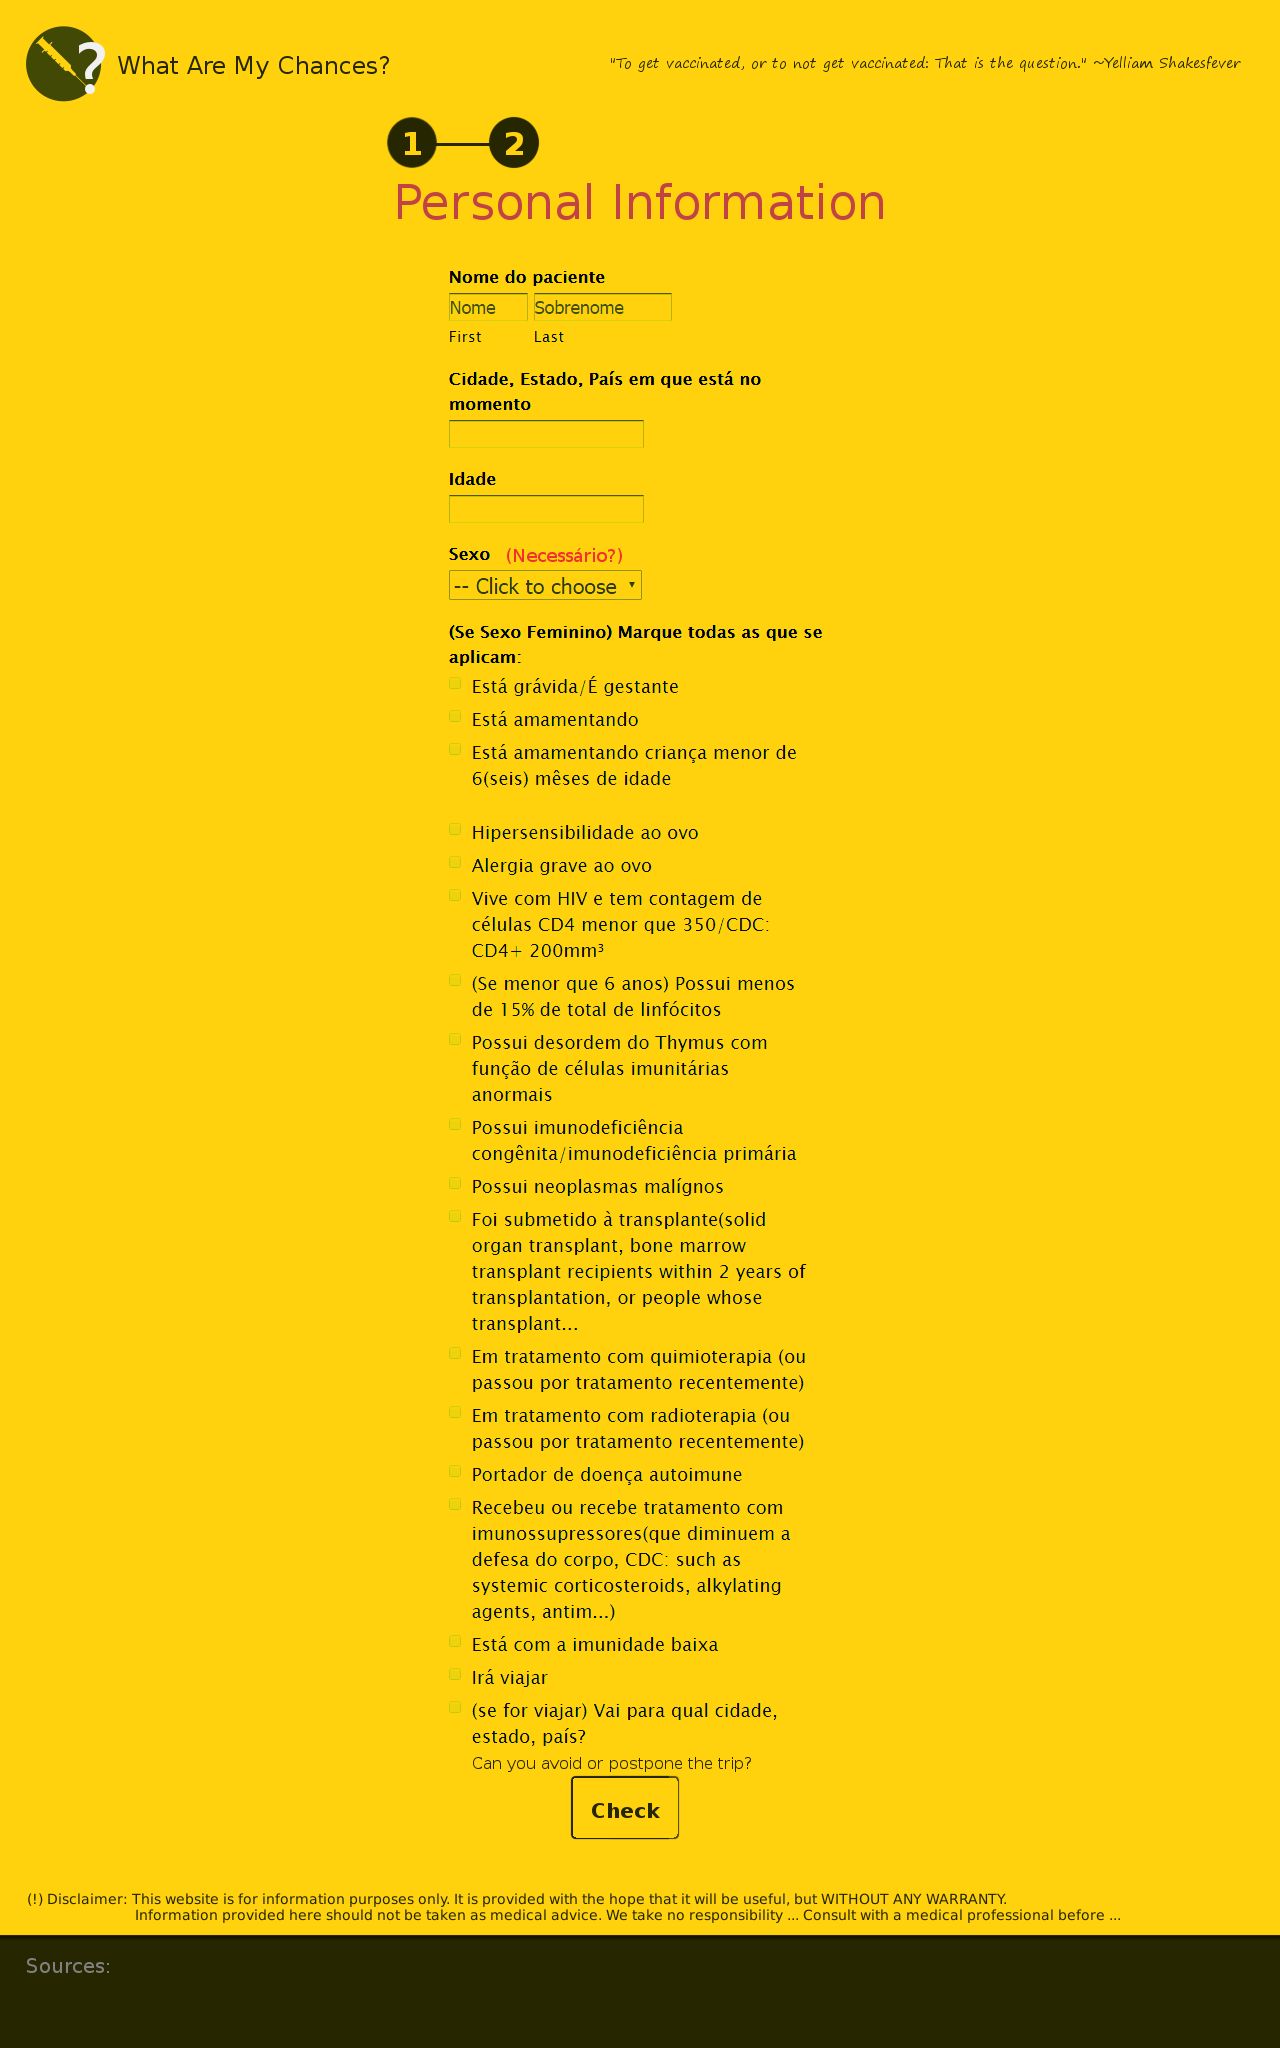 ?
What Are My Chances?
"To get vaccinated, or to not get vaccinated: That is the question." ~Yelliam Shakesfever
1 2
Personal Information
Nome do paciente
Nome Sobrenome
First Last
Cidade, Estado, País em que está no
momento
Idade
Sexo (Necessário?)
-- Click to choose
(Se Sexo Feminino) Marque todas as que se
aplicam:
Está grávida/É gestante
Está amamentando
Está amamentando criança menor de
6(seis) mêses de idade
Hipersensibilidade ao ovo
Alergia grave ao ovo
Vive com HIV e tem contagem de
células CD4 menor que 350/CDC:
CD4+ 200mm³
(Se menor que 6 anos) Possui menos
de 15% de total de linfócitos
Possui desordem do Thymus com
função de células imunitárias
anormais
Possui imunodeficiência
congênita/imunodeficiência primária
Possui neoplasmas malígnos
Foi submetido à transplante(solid
organ transplant, bone marrow
transplant recipients within 2 years of
transplantation, or people whose
transplant...
Em tratamento com quimioterapia (ou
passou por tratamento recentemente)
Em tratamento com radioterapia (ou
passou por tratamento recentemente)
Portador de doença autoimune
Recebeu ou recebe tratamento com
imunossupressores(que diminuem a
defesa do corpo, CDC: such as
systemic corticosteroids, alkylating
agents, antim...)
Está com a imunidade baixa
Irá viajar
(se for viajar) Vai para qual cidade,
estado, país?
Can you avoid or postpone the trip?
Check
(!) Disclaimer: This website is for information purposes only. It is provided with the hope that it will be useful, but WITHOUT ANY WARRANTY.
Information provided here should not be taken as medical advice. We take no responsibility ... Consult with a medical professional before ...
Sources: